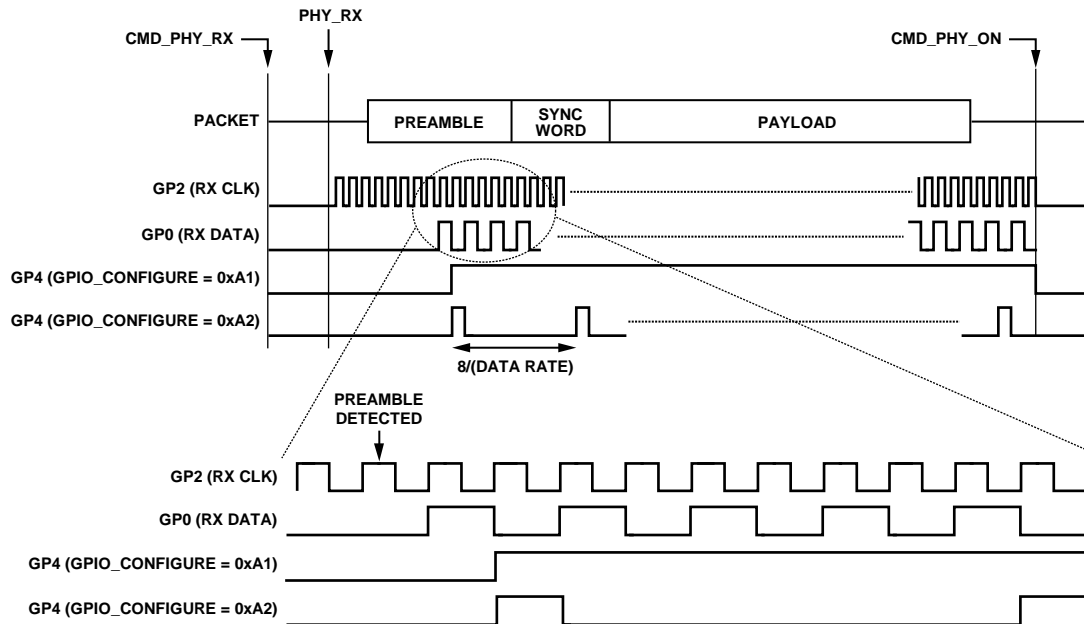 PHY_RX
CMD_PHY_RX
CMD_PHY_ON
PACKET
PREAMBLE
SYNC
WORD
PAYLOAD
GP2 (RX CLK)
GP0 (RX DATA)
GP4 (GPIO_CONFIGURE = 0xA1)
GP4 (GPIO_CONFIGURE = 0xA2)
8/(DATA RATE)
PREAMBLE
DETECTED
GP2 (RX CLK)
GP0 (RX DATA)
GP4 (GPIO_CONFIGURE = 0xA1)
GP4 (GPIO_CONFIGURE = 0xA2)